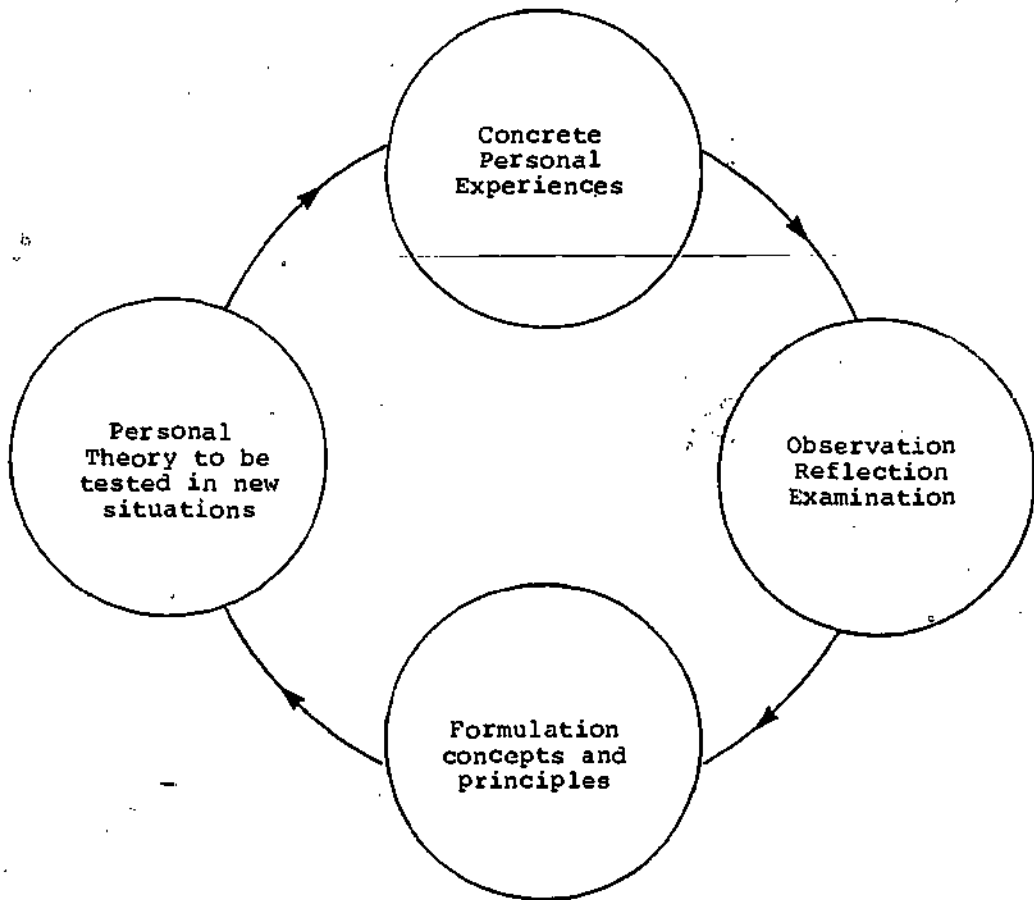 Concrete
Personal
Experiences
Observation
Reflection
Examination
Formulation
concepts and
principles
Personal
Theory to be
tested in new
situations